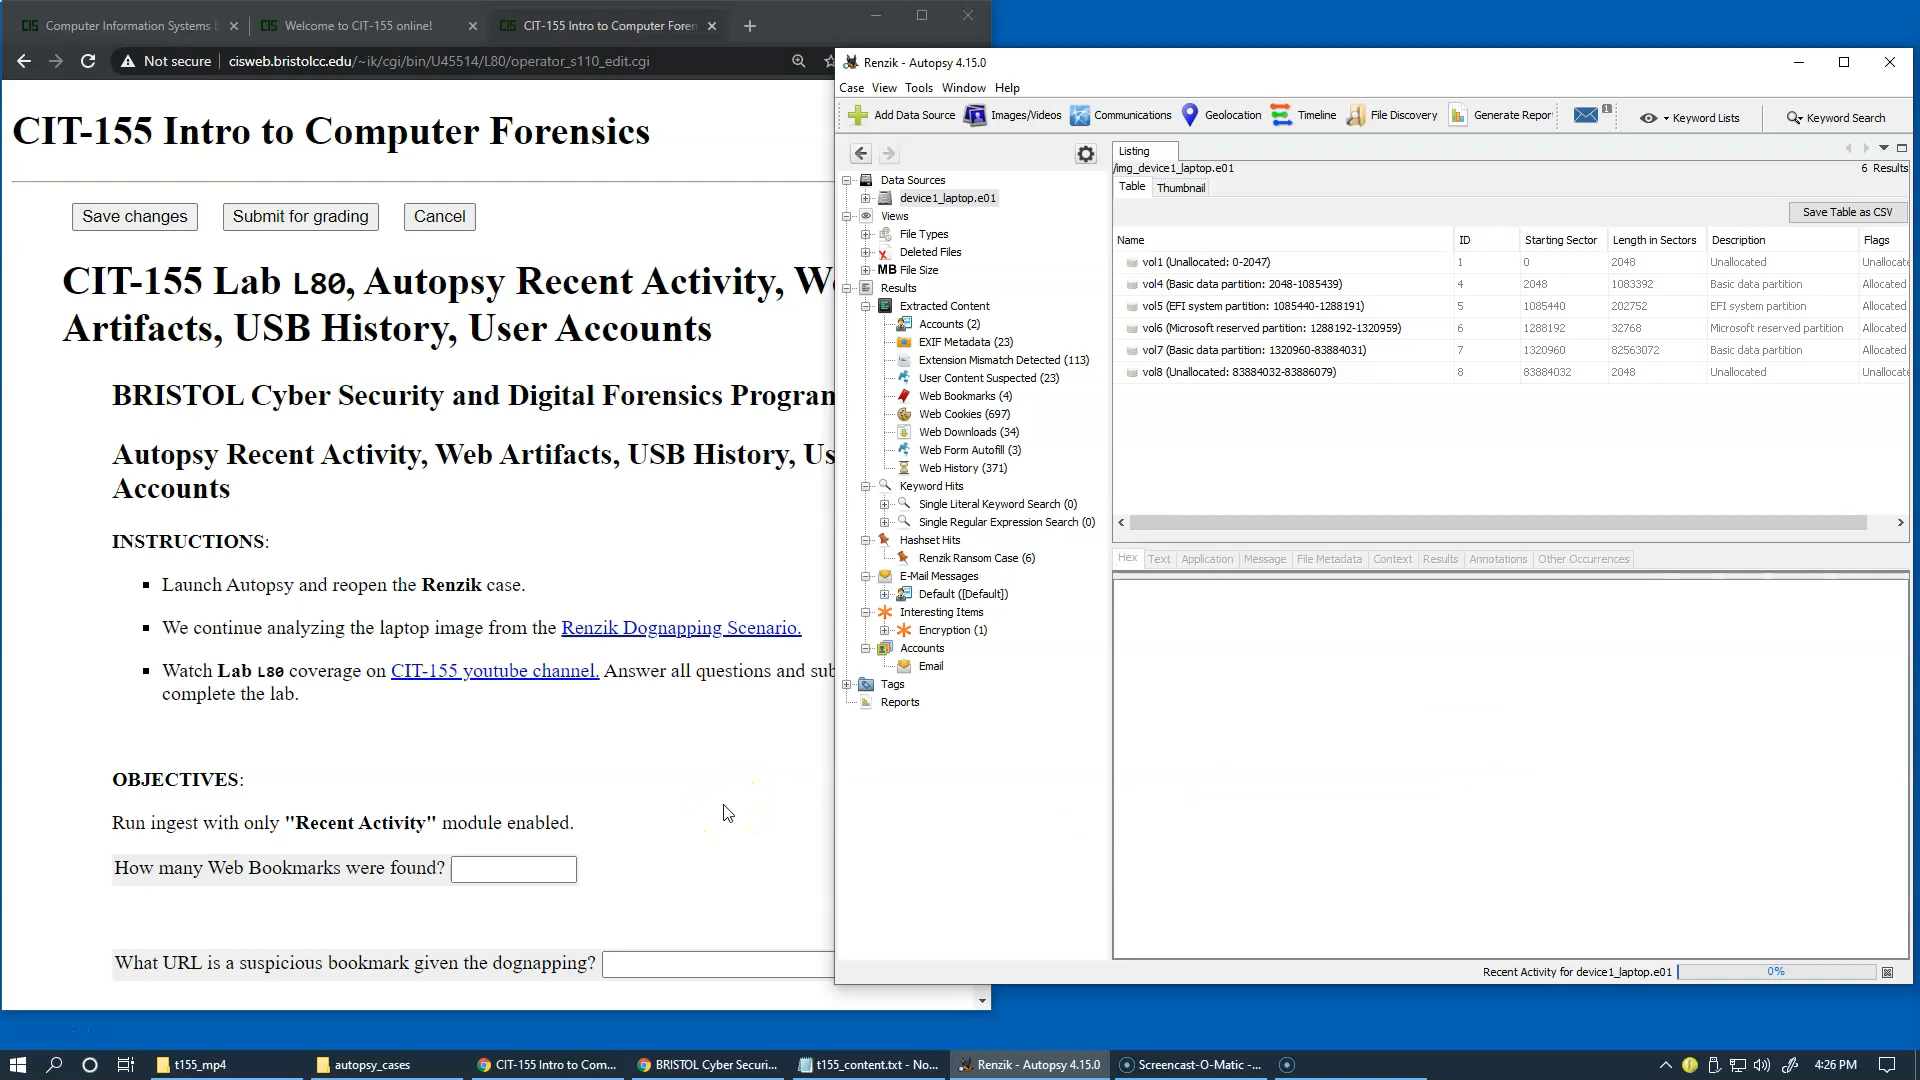 Computer Information Systems D
Welcome to CIT-155 online!
CIT-155 Intro to Computer Foren
Not secure
cisweb.bristolcc.edu/~ik/cgi/bin/U45514/L80/operator_s110_edit.cgi
CIT-155 Intro to Computer Forensics
Save changes
Submit for grading
Cancel
CIT-155 Lab L80, Autopsy Recent Activity, W
Artifacts, USB History, User Accounts
BRISTOL Cyber Security and Digital Forensics Program
Autopsy Recent Activity, Web Artifacts, USB History, Us
Accounts
INSTRUCTIONS:
Launch Autopsy and reopen the Renzik case.
We continue analyzing the laptop image from the Renzik Dognapping Scenario.
Watch Lab L80 coverage on CIT-155 youtube channel. Answer all questions and sub
complete the lab.
OBJECTIVES:
Run ingest with only "Recent Activity" module enabled.
How many Web Bookmarks were found?
What URL is a suspicious bookmark given the dognapping?
Renzik - Autopsy 4.15.0
Case View Tools Window Help
Add Data Source
Images/Videos
Communications
Geolocation
Timeline
File Discovery
Generate Repor
1
Keyword Lists
Keyword Search
Data Sources
device1_laptop.e01
Views
File Types
Deleted Files
MB File Size
Results
Extracted Content
Accounts (2)
EXIF Metadata (23)
Extension Mismatch Detected (113)
User Content Suspected (23)
Web Bookmarks (4)
Web Cookies (697)
Web Downloads (34)
Web Form Autofill (3)
Web History (371)
Keyword Hits
Single Literal Keyword Search (0)
Single Regular Expression Search (0)
Hashset Hits
Renzik Ransom Case (6)
E-Mail Messages
Default ([Default])
Interesting Items
Encryption (1)
Accounts
Email
Tags
Reports
Listing
/img_device1_laptop.e01
6 Results
Table Thumbnail
Save Table as CSV
Name ID Starting Sector Length in Sectors Description Flags
vol1 (Unallocated: 0-2047) 1 0 2048 Unallocated Unallocate
vol4 (Basic data partition: 2048-1085439) 4 2048 1083392 Basic data partition Allocated
vol5 (EFI system partition: 1085440-1288191) 5 1085440 202752 EFI system partition Allocated
vol6 (Microsoft reserved partition: 1288192-1320959) 6 1288192 32768 Microsoft reserved partition Allocated
vol7 (Basic data partition: 1320960-83884031) 7 1320960 82563072 Basic data partition Allocated
vol8 (Unallocated: 83884032-83886079) 8 83884032 2048 Unallocated Unallocate
Hex Text Application Message File Metadata Context Results Annotations Other Occurrences
Recent Activity for device1_laptop.e01 0%
t155_mp4
autopsy_cases
CIT-155 Intro to Com...
BRISTOL Cyber Securi...
t155_content.txt - No...
Renzik - Autopsy 4.15.0
Screencast-O-Matic -...
4:26 PM